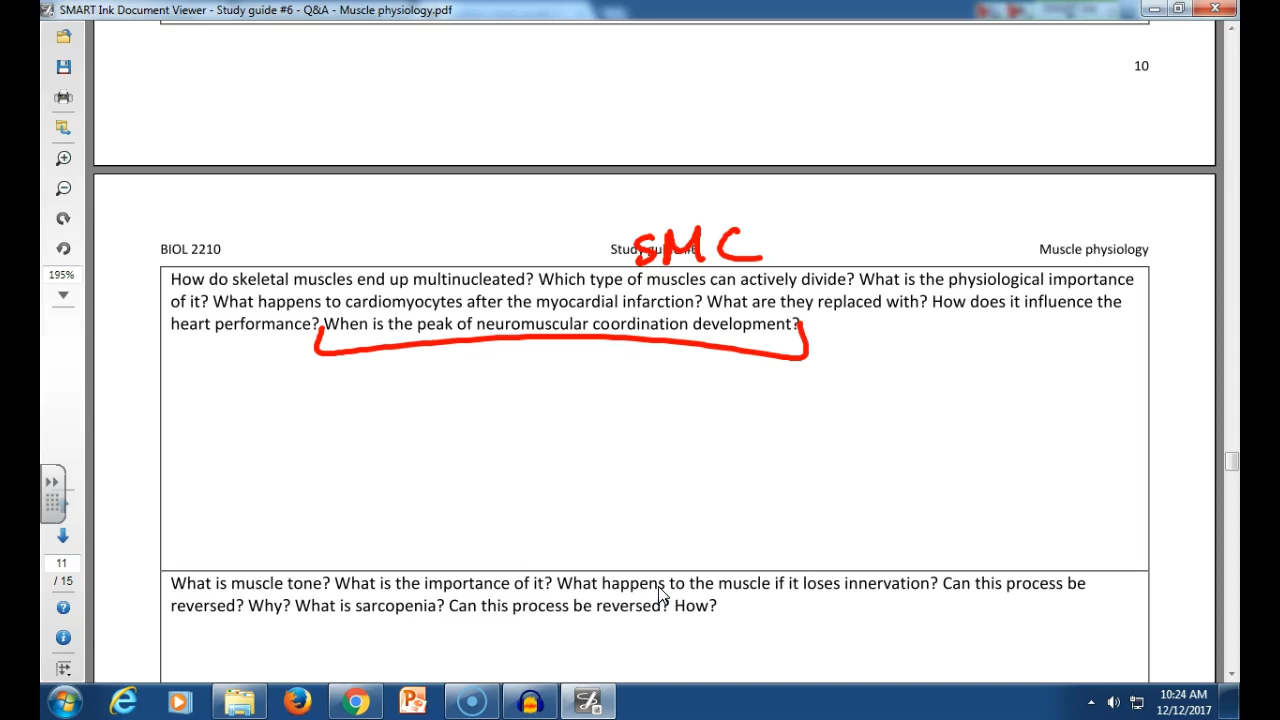 SMART Ink Document Viewer - Study guide #6 - Q&A - Muscle physiology.pdf
10
sMC
BIOL 2210
Study guide #6
Muscle physiology
195%
How do skeletal muscles end up multinucleated? Which type of muscles can actively divide? What is the physiological importance
of it? What happens to cardiomyocytes after the myocardial infarction? What are they replaced with? How does it influence the
heart performance? When is the peak of neuromuscular coordination development?
11
/ 15
What is muscle tone? What is the importance of it? What happens to the muscle if it loses innervation? Can this process be
reversed? Why? What is sarcopenia? Can this process be reversed? How?
10:24 AM
12/12/2017